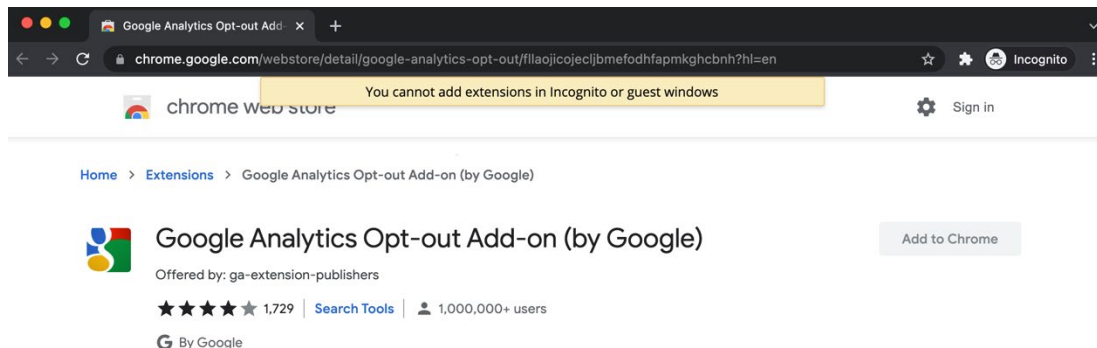 Google Analytics Opt-out Add-
chrome.google.com/webstore/detail/google-analytics-opt-out/fllaojicojecljbmefodhfapmkghcbnh?hl=en
Incognito
You cannot add extensions in Incognito or guest windows
chrome web store
Sign in
Home > Extensions > Google Analytics Opt-out Add-on (by Google)
Google Analytics Opt-out Add-on (by Google)
Add to Chrome
Offered by: ga-extension-publishers
1,729 | Search Tools | 1,000,000+ users
By Google